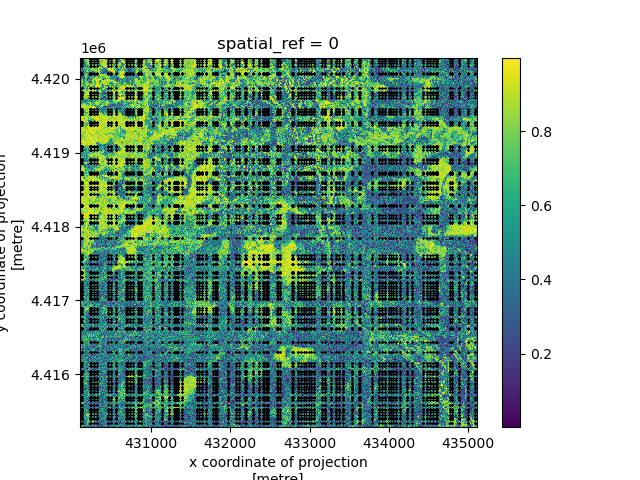 spatial_ref = 0
1e6
4.420
4.419
4.418
4.417
4.416
y coordinate of projection
[metre]
431000 432000 433000 434000 435000
x coordinate of projection
[metre]
0.8
0.6
0.4
0.2